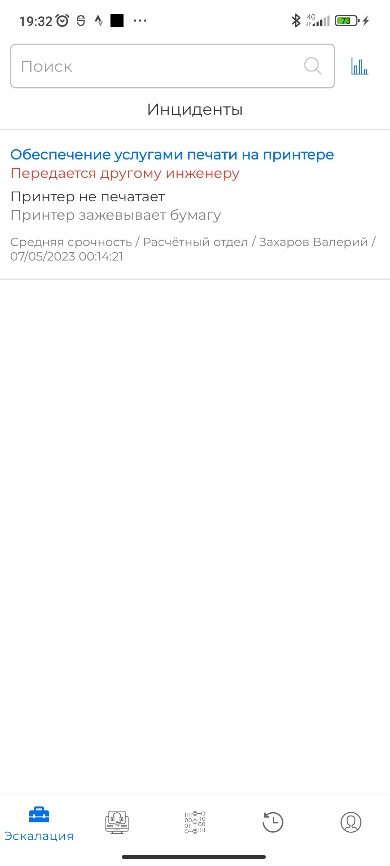 19:32
4G
73
Поиск
Инциденты
Обеспечение услугами печати на принтере
Передается другому инженеру
Принтер не печатает
Принтер зажевывает бумагу
Средняя срочность / Расчётный отдел / Захаров Валерий /
07/05/2023 00:14:21
Эскалация